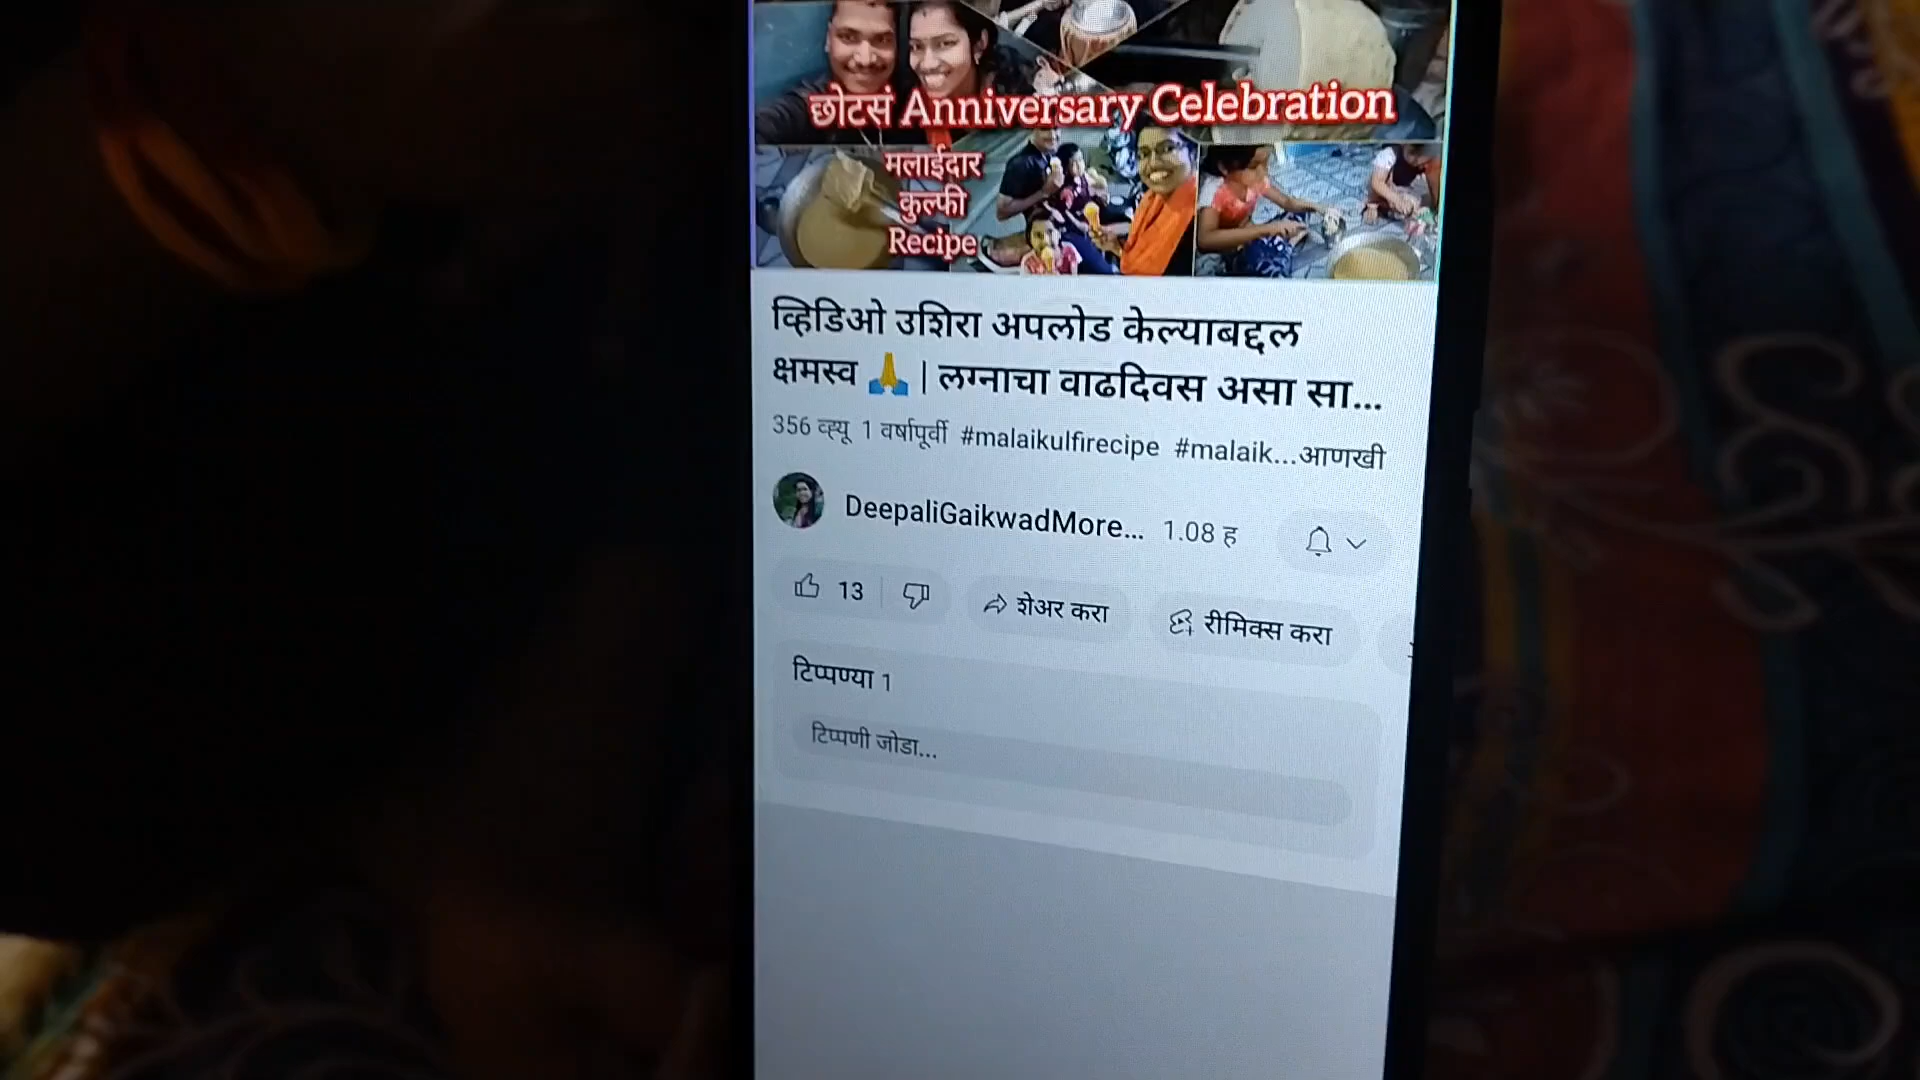 छोटसं Anniversary Celebration
मलाईदार
कुल्फी
Recipe
व्हिडिओ उशिरा अपलोड केल्याबद्दल
क्षमस्व 🙏 | लग्नाचा वाढदिवस असा सा...
356 व्ह्यू 1 वर्षापूर्वी #malaikulfirecipe #malaik...आणखी
DeepaliGaikwadMore... 1.08 ह
13 शेअर करा रीमिक्स करा
टिप्पण्या 1
टिप्पणी जोडा...